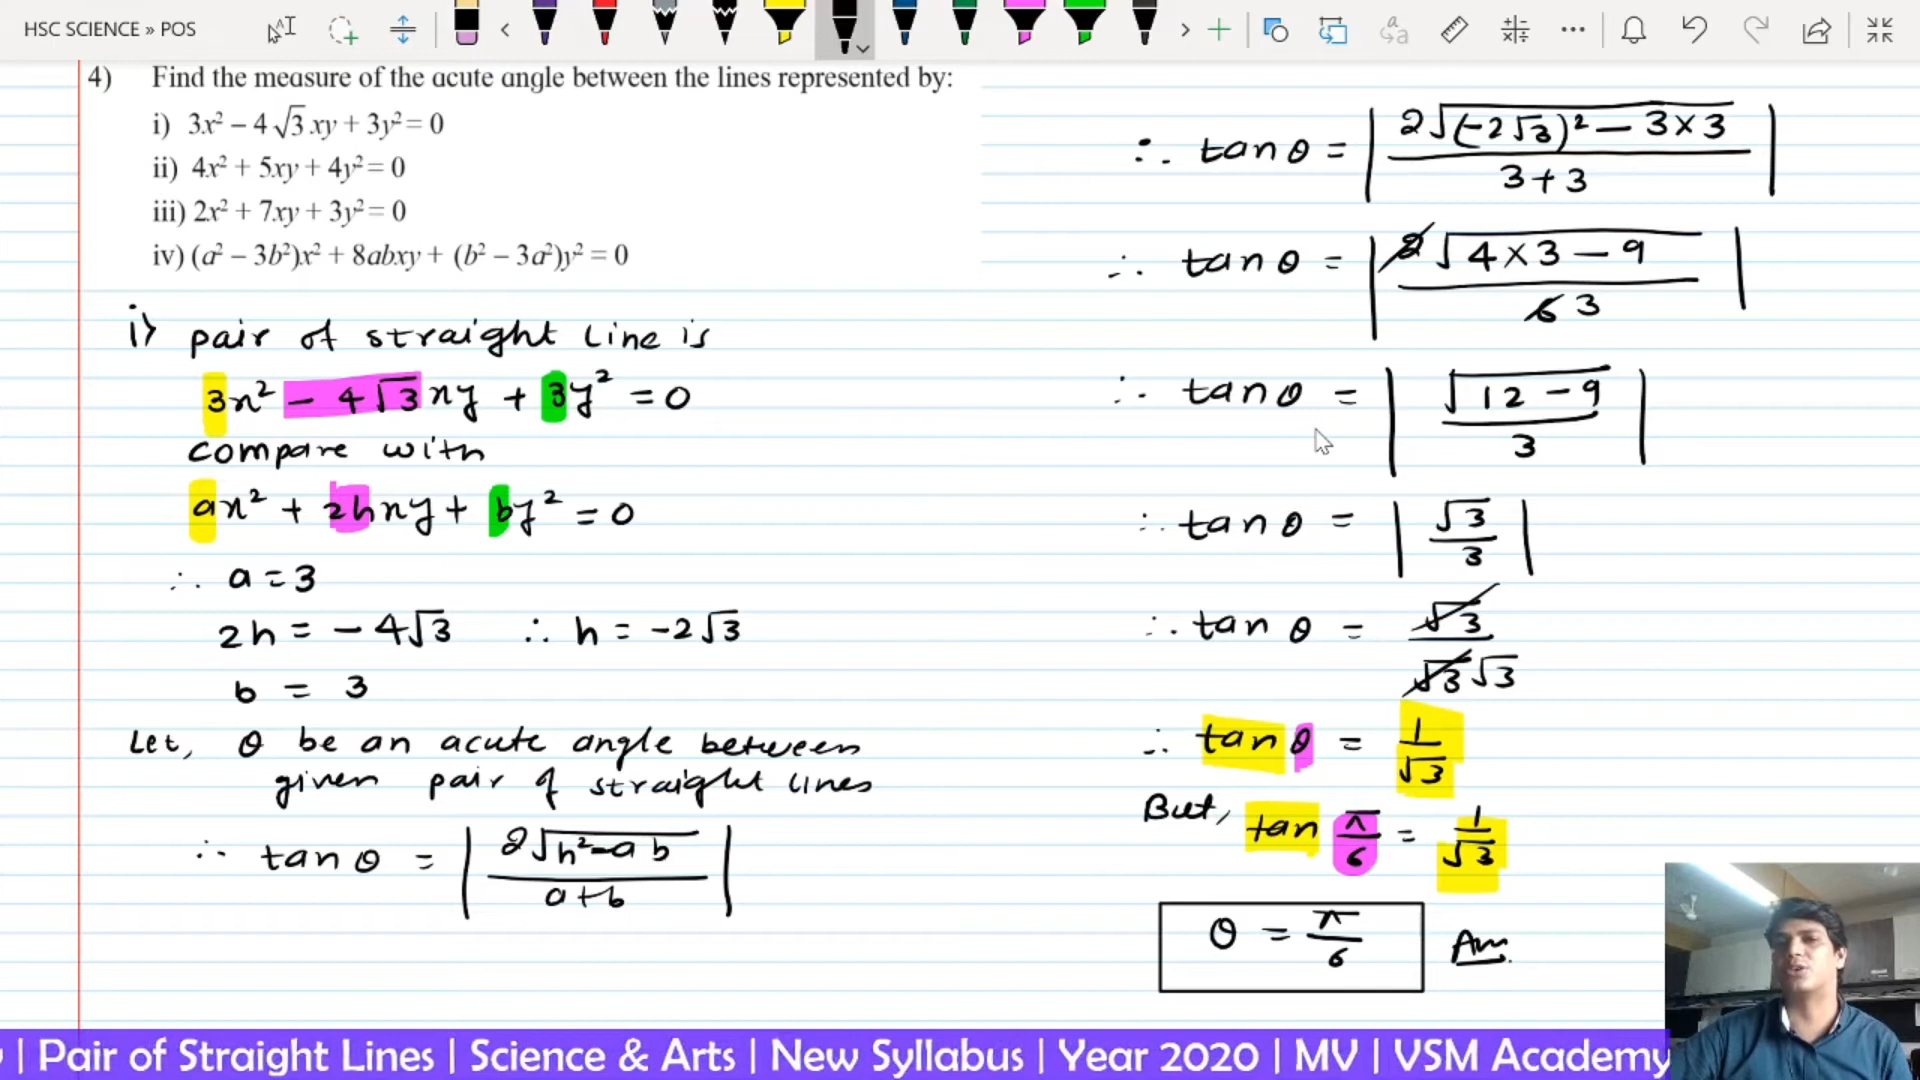 HSC SCIENCE » POS
4) Find the measure of the acute angle between the lines represented by:
i) 3x² – 4√3 xy + 3y² = 0
ii) 4x² + 5xy + 4y² = 0
iii) 2x² + 7xy + 3y² = 0
iv) (a² – 3b²)x² + 8abxy + (b² – 3a²)y² = 0
i) pair of straight line is
3x² – 4√3 xy + 3y² = 0
compare with
ax² + 2hxy + by² = 0
∴ a = 3
2h = – 4√3 ∴ h = -2√3
b = 3
Let, θ be an acute angle between
given pair of straight lines
∴ tan θ = | 2√(h²-ab) / (a+b) |
∴ tan θ = | 2√((-2√3)² – 3×3) / (3+3) |
∴ tan θ = | 2√(4×3 – 9) / 6 3 |
∴ tan θ = | √(12 – 9) / 3 |
∴ tan θ = | √3 / 3 |
∴ tan θ = √3 / √3 √3
∴ tan θ = 1/√3
But, tan π/6 = 1/√3
θ = π/6 Ans.
| Pair of Straight Lines | Science & Arts | New Syllabus | Year 2020 | MV | VSM Academy